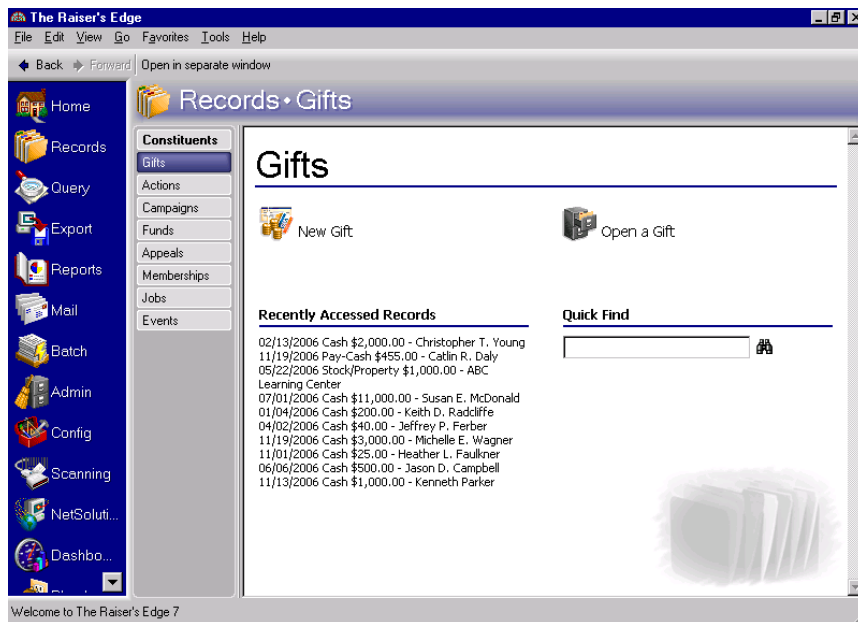 The Raiser's Edge
File Edit View Go Favorites Tools Help
Back Forward Open in separate window
Records • Gifts
Home
Records
Query
Export
Reports
Mail
Batch
Admin
Config
Scanning
NetSoluti...
Dashbo...
Constituents
Gifts
Actions
Campaigns
Funds
Appeals
Memberships
Jobs
Events
Gifts
New Gift
Open a Gift
Recently Accessed Records
02/13/2006 Cash $2,000.00 - Christopher T. Young
11/19/2006 Pay-Cash $455.00 - Catlin R. Daly
05/22/2006 Stock/Property $1,000.00 - ABC
Learning Center
07/01/2006 Cash $11,000.00 - Susan E. McDonald
01/04/2006 Cash $200.00 - Keith D. Radcliffe
04/02/2006 Cash $40.00 - Jeffrey P. Ferber
11/19/2006 Cash $3,000.00 - Michelle E. Wagner
11/01/2006 Cash $25.00 - Heather L. Faulkner
06/06/2006 Cash $500.00 - Jason D. Campbell
11/13/2006 Cash $1,000.00 - Kenneth Parker
Quick Find
Welcome to The Raiser's Edge 7